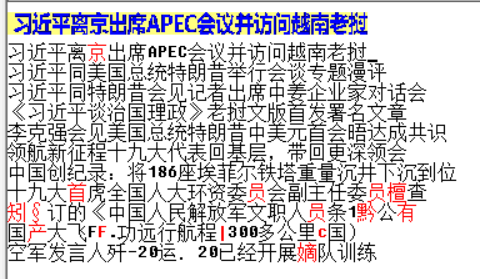 习近平离京出席APEC会议并访问越南老挝
习近平离京出席APEC会议并访问越南老挝_
习近平同美国总统特朗昔举行会谈专题漫评
习近平同特朗昔会见记者出席中姜企业家对话会
《习近平谈治国理政》老挝文版首发署名文章
李克强会见美国总统特朗昔中美元首会晤达成共识
领航新征程十九大代表回基层，带回更深领会
中国创纪录：将186座埃菲尔铁塔重量沉井下沉到位
十九大首虎全国人大环资委员会副主任委员檀查
矧§订的《中国人民解放军文职人员条1黔公有
国产大飞FF.功远行航程|300多公里c国）
空军发言人歼-20运．20已经开展嫡队训练